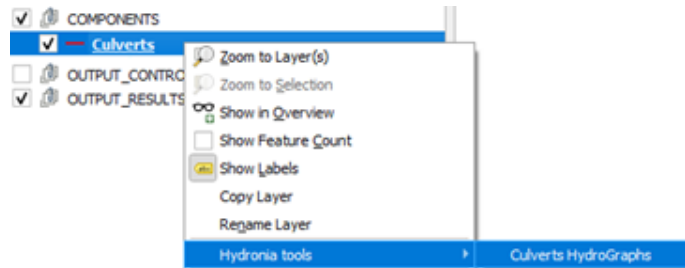 COMPONENTS
Culverts
OUTPUT_CONTRO
OUTPUT_RESULTS
Zoom to Layer(s)
Zoom to Selection
Show in Overview
Show Feature Count
abc
Show Labels
Copy Layer
Rename Layer
Hydronia tools
Culverts HydroGraphs